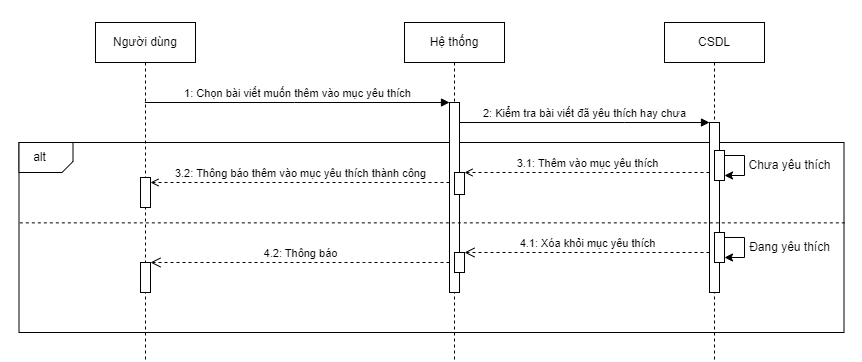 Người dùng
Hệ thống
CSDL
1: Chọn bài viết muốn thêm vào mục yêu thích
2: Kiểm tra bài viết đã yêu thích hay chưa
alt
3.1: Thêm vào mục yêu thích
Chưa yêu thích
3.2: Thông báo thêm vào mục yêu thích thành công
4.1: Xóa khỏi mục yêu thích
Đang yêu thích
4.2: Thông báo